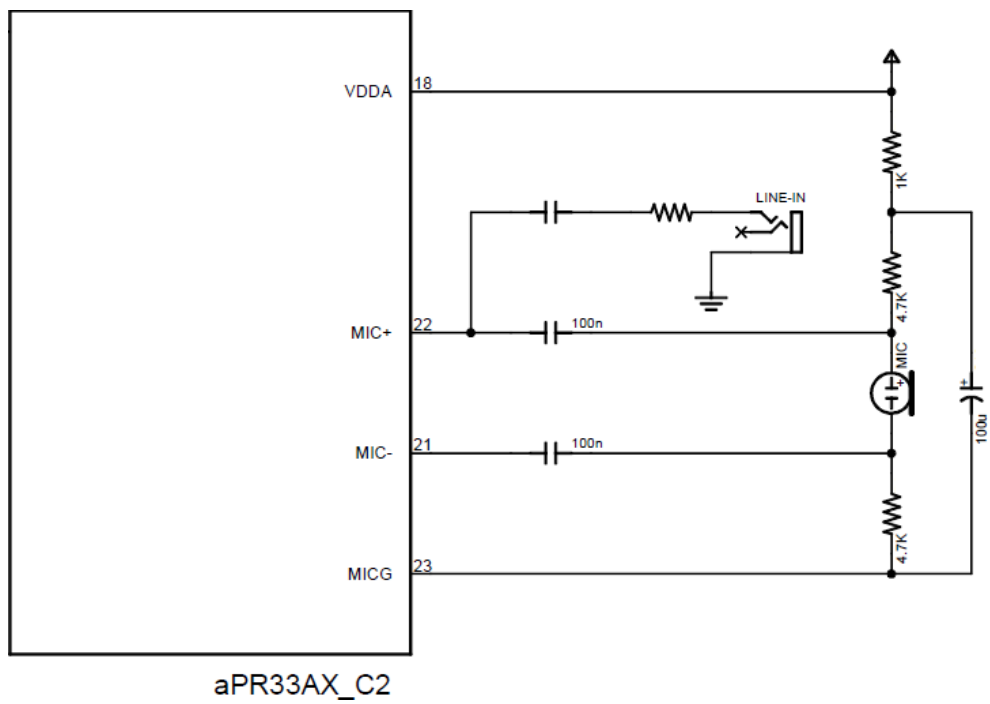 VDDA
18
1K
LINE-IN
4.7K
MIC+
22
100n
MIC
+
+
100u
MIC-
21
100n
4.7K
MICG
23
aPR33AX_C2